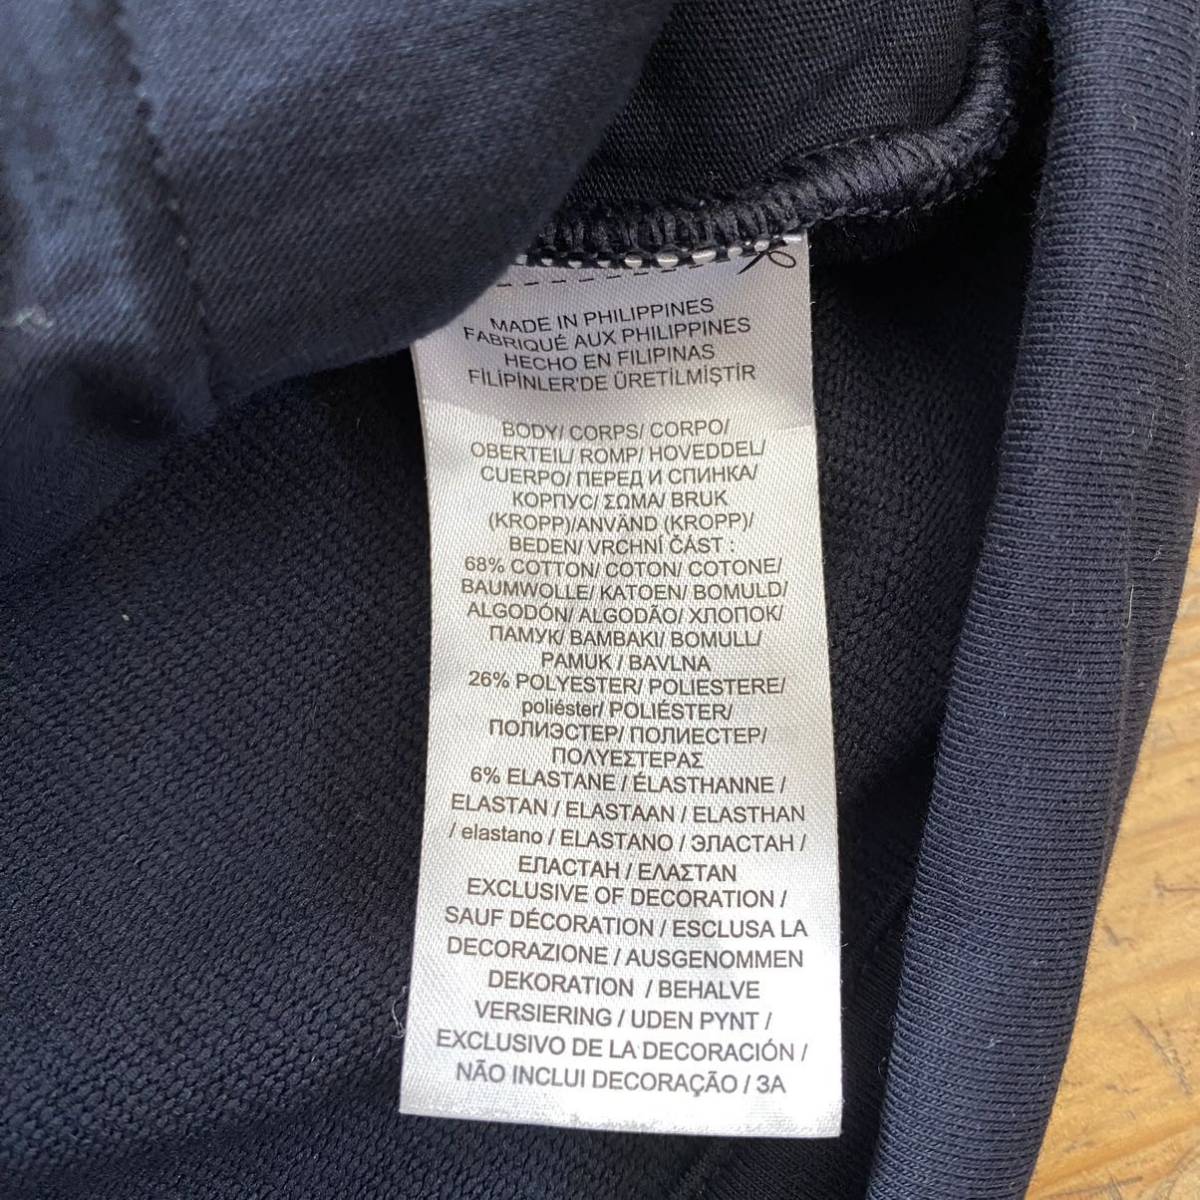 MADE IN PHILIPPINES
FABRIQUÉ AUX PHILIPPINES
HECHO EN FILIPINAS
FİLİPİNLER'DE ÜRETİLMİŞTİR
BODY/ CORPS/ CORPO/
OBERTEIL/ ROMP/ HOVEDDEL/
CUERPO/ ПЕРЕД И СПИНКА/
КОРПУС/ ΣΩΜΑ/ BRUK
(KROPP)/ANVÄND (KROPP)/
BEDEN/ VRCHNÍ ČÁST :
68% COTTON/ COTON/ COTONE/
BAUMWOLLE/ KATOEN/ BOMULD/
ALGODÓN/ ALGODÃO/ ХЛОПОК/
ПАМУК/ BAMBAKI/ BOMULL/
PAMUK / BAVLNA
26% POLYESTER/ POLIESTERE/
poliéster/ POLIÉSTER/
ПОЛИЭСТЕР/ ПОЛИЕСТЕР/
ΠΟΛΥΕΣΤΕΡΑΣ
6% ELASTANE / ÉLASTHANNE /
ELASTAN / ELASTAAN / ELASTHAN
/ elastano / ELASTANO / ЭЛАСТАН /
ЕЛАСТАН / ΕΛΑΣΤΑΝ
EXCLUSIVE OF DECORATION /
SAUF DÉCORATION / ESCLUSA LA
DECORAZIONE / AUSGENOMMEN
DEKORATION / BEHALVE
VERSIERING / UDEN PYNT /
EXCLUSIVO DE LA DECORACIÓN /
NÃO INCLUI DECORAÇÃO / ЗА